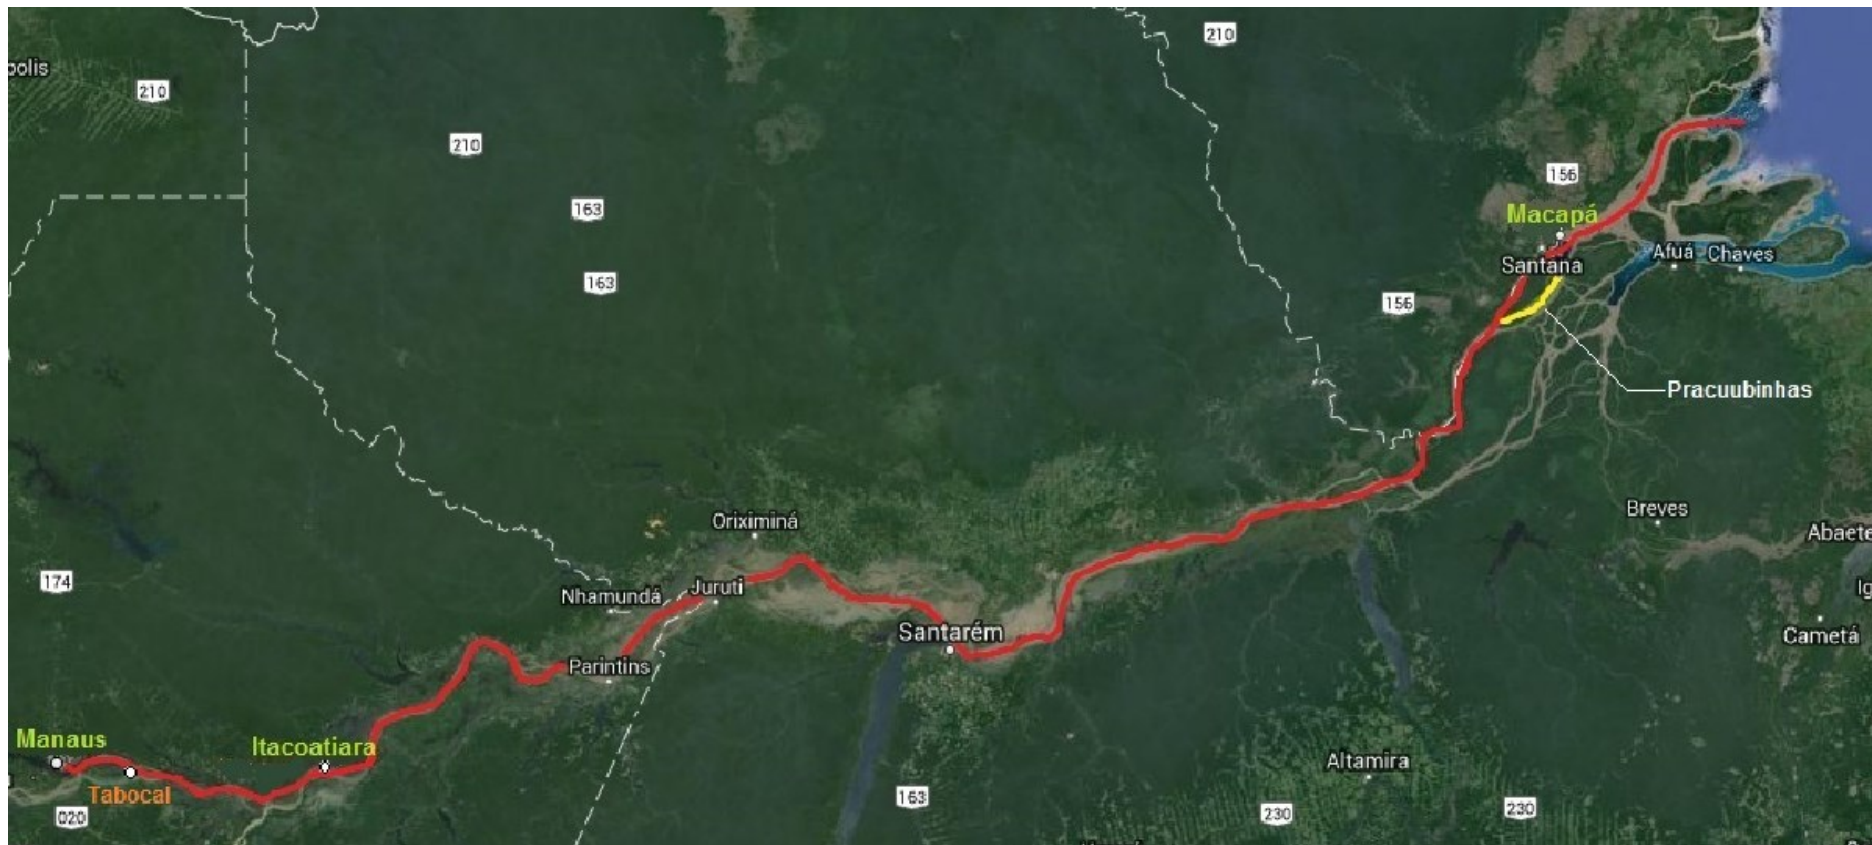 210
polis
210
210
156
163
Macapá
Afuá
Chaves
Santana
163
156
Pracuubinhas
Breves
Oriximiná
Abaete
174
Juruti
Nhamundá
Ig
Santarém
Cametá
Parintins
Manaus
Itacoatiara
Altamira
Tabocal
163
230
230
020